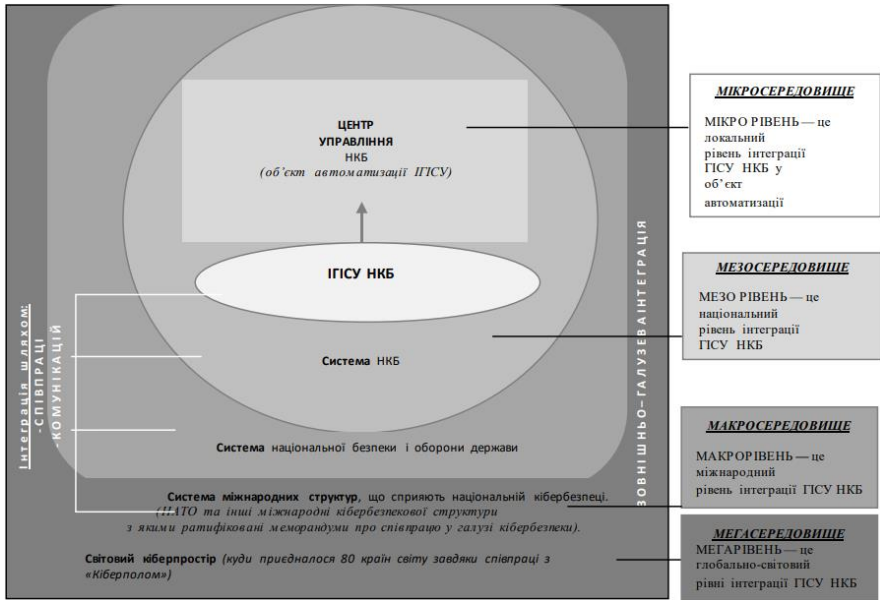 ЦЕНТР
УПРАВЛІННЯ
НКБ
(об’єкт автоматизації ІГІСУ)
ІГІСУ НКБ
Система НКБ
Система національної безпеки і оборони держави
Система міжнародних структур, що сприяють національній кібербезпеці.
(НАТО та інші міжнародні кібербезпекової структури
з якими ратифіковані меморандуми про співпрацю у галузі кібербезпеки).
Світовий кіберпростір (куди приєдналося 80 країн світу завдяки співпраці з
«Кіберполом»)
Інтеграція шляхом:
-СПІВПРАЦІ
-КОМУНІКАЦІЙ
ЗОВНІШНЬО–ГАЛУЗЕВАІНТЕГРАЦІЯ
МІКРОСЕРЕДОВИЩЕ
МІКРО РІВЕНЬ — це
локальний
рівень інтеграції
ГІСУ НКБ у
об’єкт
автоматизації
МЕЗОСЕРЕДОВИЩЕ
МЕЗО РІВЕНЬ — це
національний
рівень інтеграції
ГІСУ НКБ
МАКРОСЕРЕДОВИЩЕ
МАКРОРІВЕНЬ — це
міжнародний
рівень інтеграції ГІСУ НКБ
МЕГАСЕРЕДОВИЩЕ
МЕГАРІВЕНЬ — це
глобально-світовий
рівні інтеграції ГІСУ НКБ